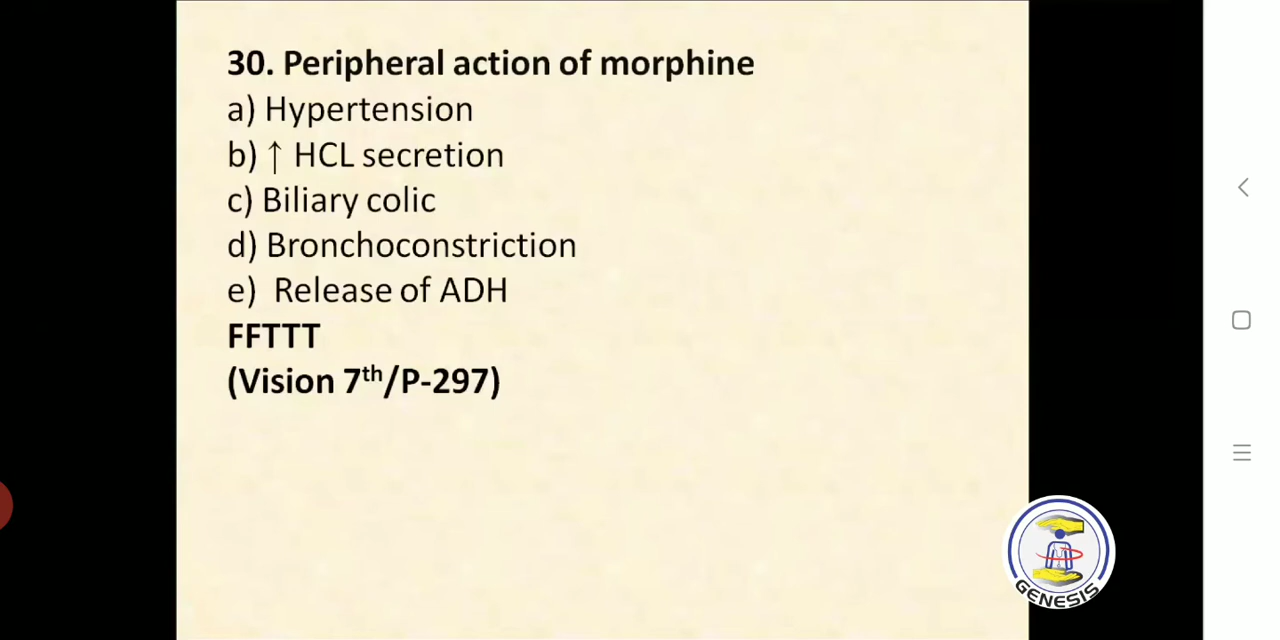 30. Peripheral action of morphine
a) Hypertension
b) ↑ HCL secretion
c) Biliary colic
d) Bronchoconstriction
e) Release of ADH
FFTTT
(Vision 7th/P-297)
GENESIS